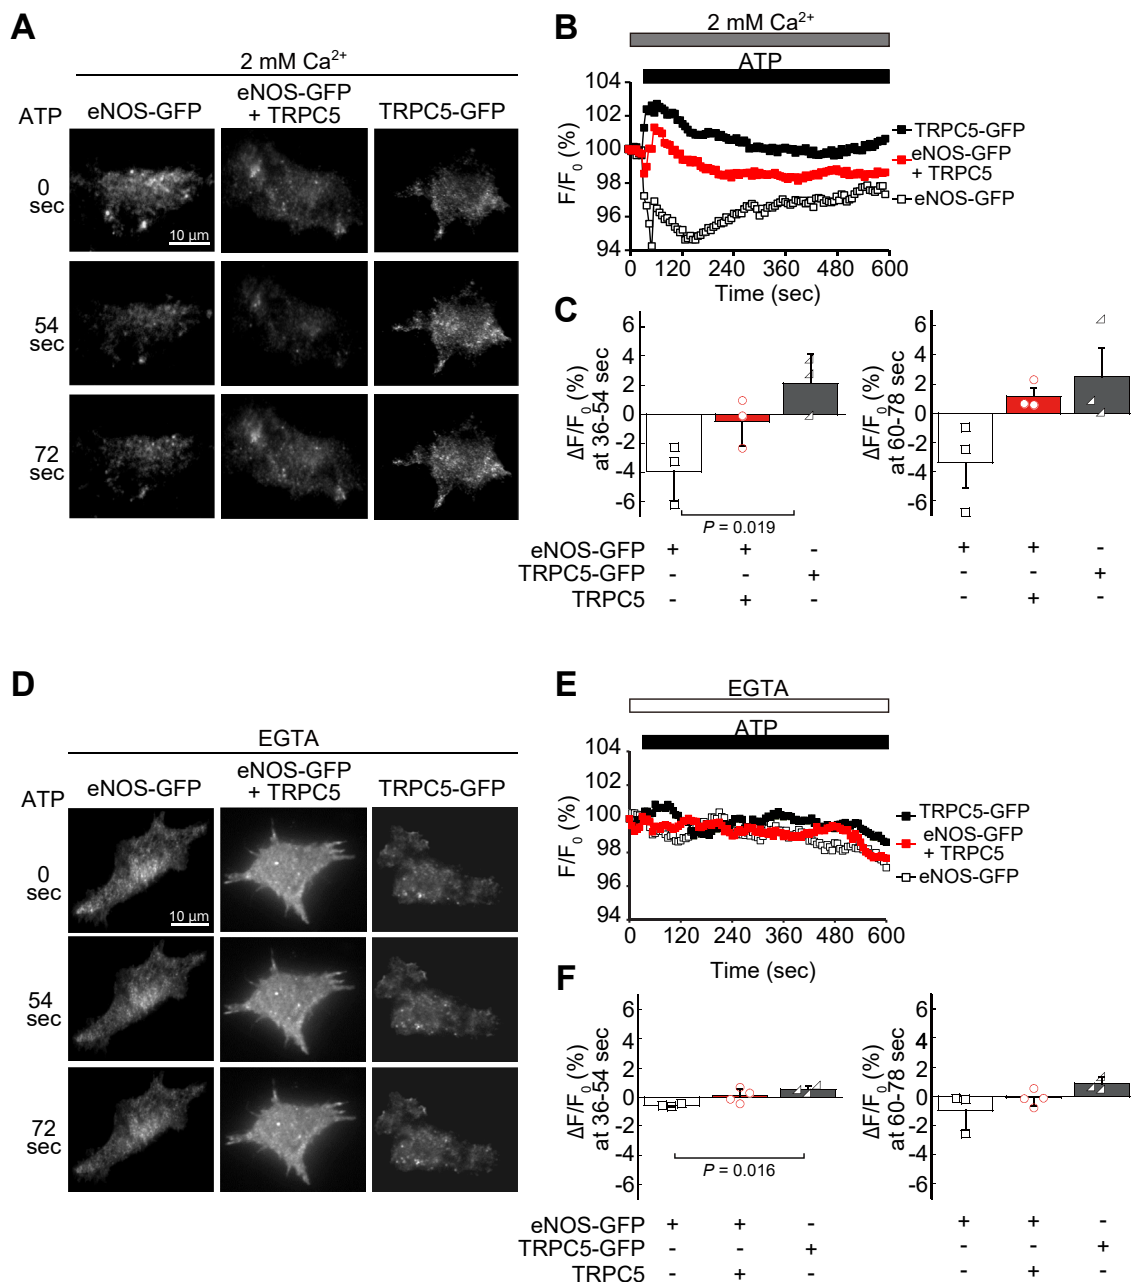 A
2 mM Ca²⁺
ATP
eNOS-GFP
eNOS-GFP
+ TRPC5
TRPC5-GFP
0
sec
10 µm
54
sec
72
sec
B
2 mM Ca²⁺
ATP
104
102
100
98
96
94
F/F₀ (%)
0 120 240 360 480 600
Time (sec)
TRPC5-GFP
eNOS-GFP
+ TRPC5
eNOS-GFP
C
6
4
2
0
-2
-4
-6
ΔF/F₀ (%)
at 36-54 sec
P = 0.019
6
4
2
0
-2
-4
-6
ΔF/F₀ (%)
at 60-78 sec
eNOS-GFP + + - + + -
TRPC5-GFP - - + - - +
TRPC5 - + - - + -
D
EGTA
ATP
eNOS-GFP
eNOS-GFP
+ TRPC5
TRPC5-GFP
0
sec
10 µm
54
sec
72
sec
E
EGTA
ATP
104
102
100
98
96
94
F/F₀ (%)
0 120 240 360 480 600
Time (sec)
TRPC5-GFP
eNOS-GFP
+ TRPC5
eNOS-GFP
F
6
4
2
0
-2
-4
-6
ΔF/F₀ (%)
at 36-54 sec
P = 0.016
6
4
2
0
-2
-4
-6
ΔF/F₀ (%)
at 60-78 sec
eNOS-GFP + + - + + -
TRPC5-GFP - - + - - +
TRPC5 - + - - + -